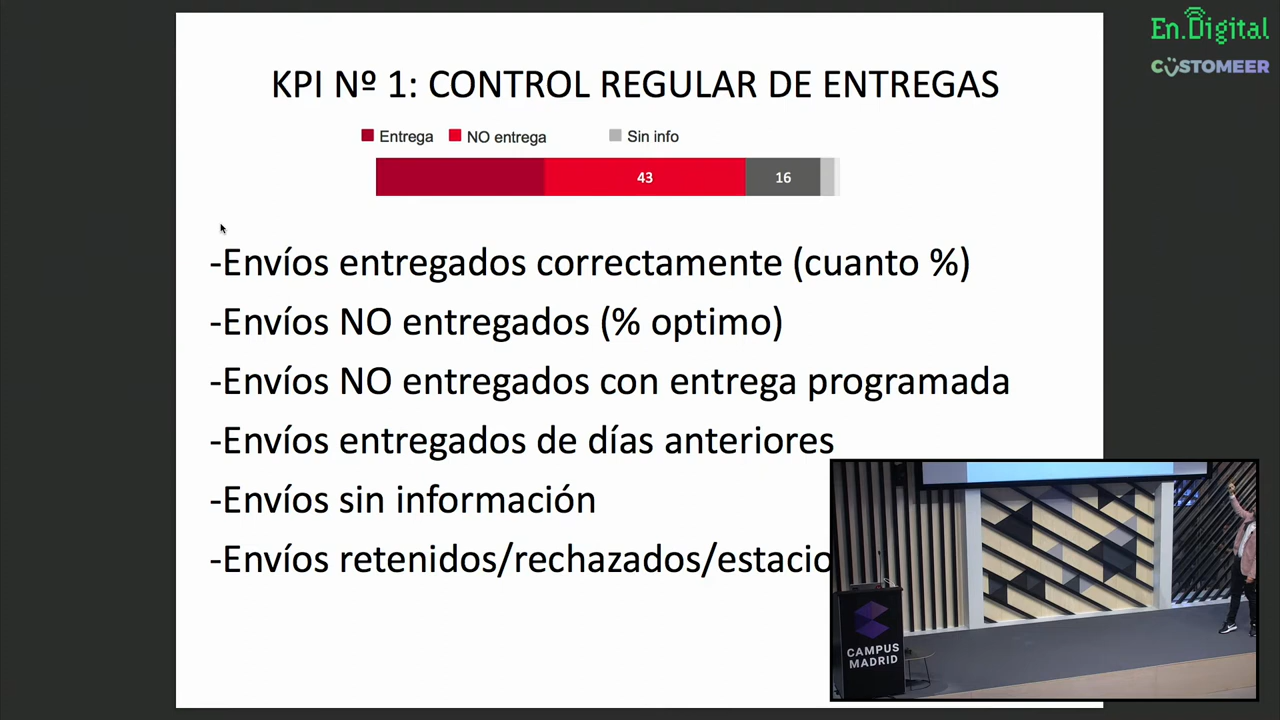 En.Digital
CUSTOMEER
KPI Nº 1: CONTROL REGULAR DE ENTREGAS
Entrega NO entrega Sin info
43 16
-Envíos entregados correctamente (cuanto %)
-Envíos NO entregados (% optimo)
-Envíos NO entregados con entrega programada
-Envíos entregados de días anteriores
-Envíos sin información
-Envíos retenidos/rechazados/estacio
CAMPUS
MADRID